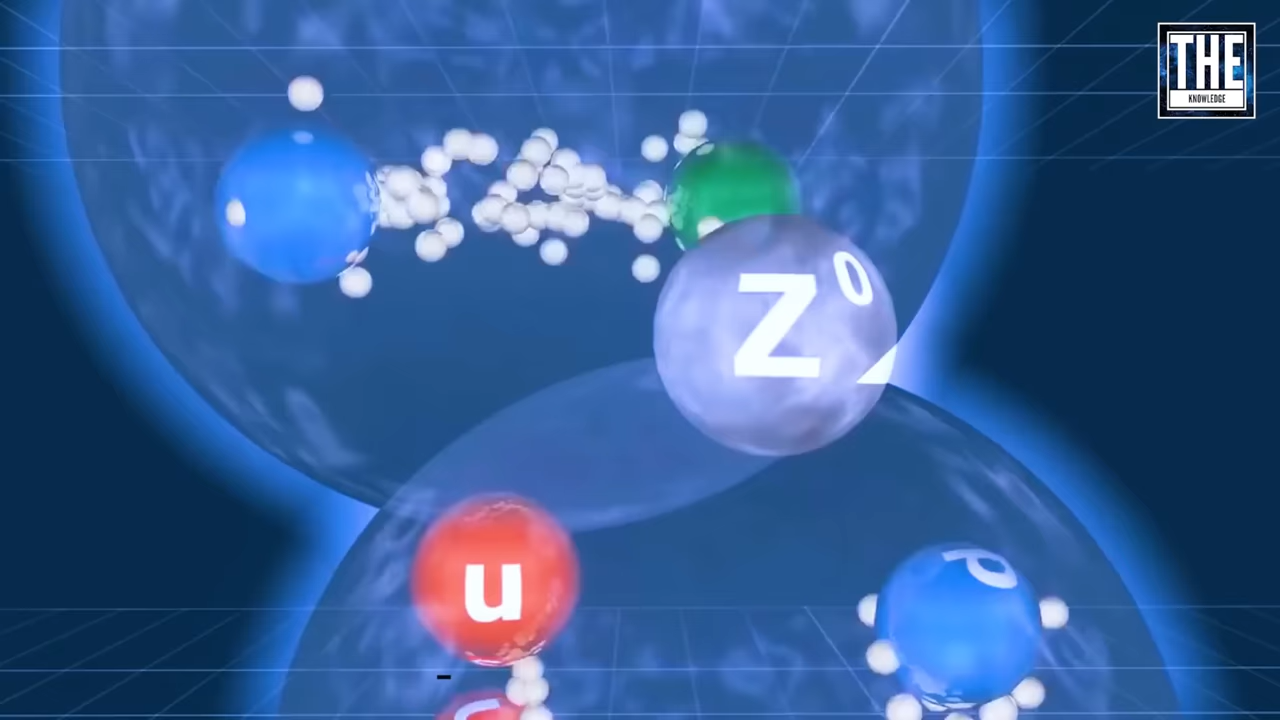 THE
KNOWLEDGE
Z⁰
u
d
-